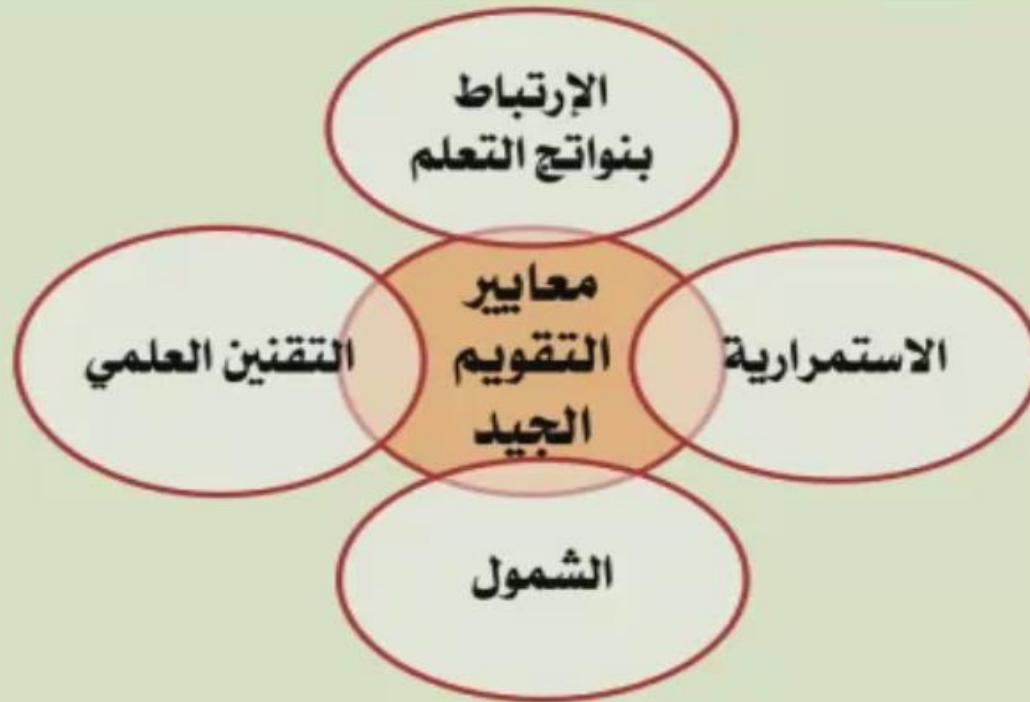 الإرتباط
بنواتج التعلم
معايير
التقويم
الجيد
الاستمرارية
التقنين العلمي
الشمول